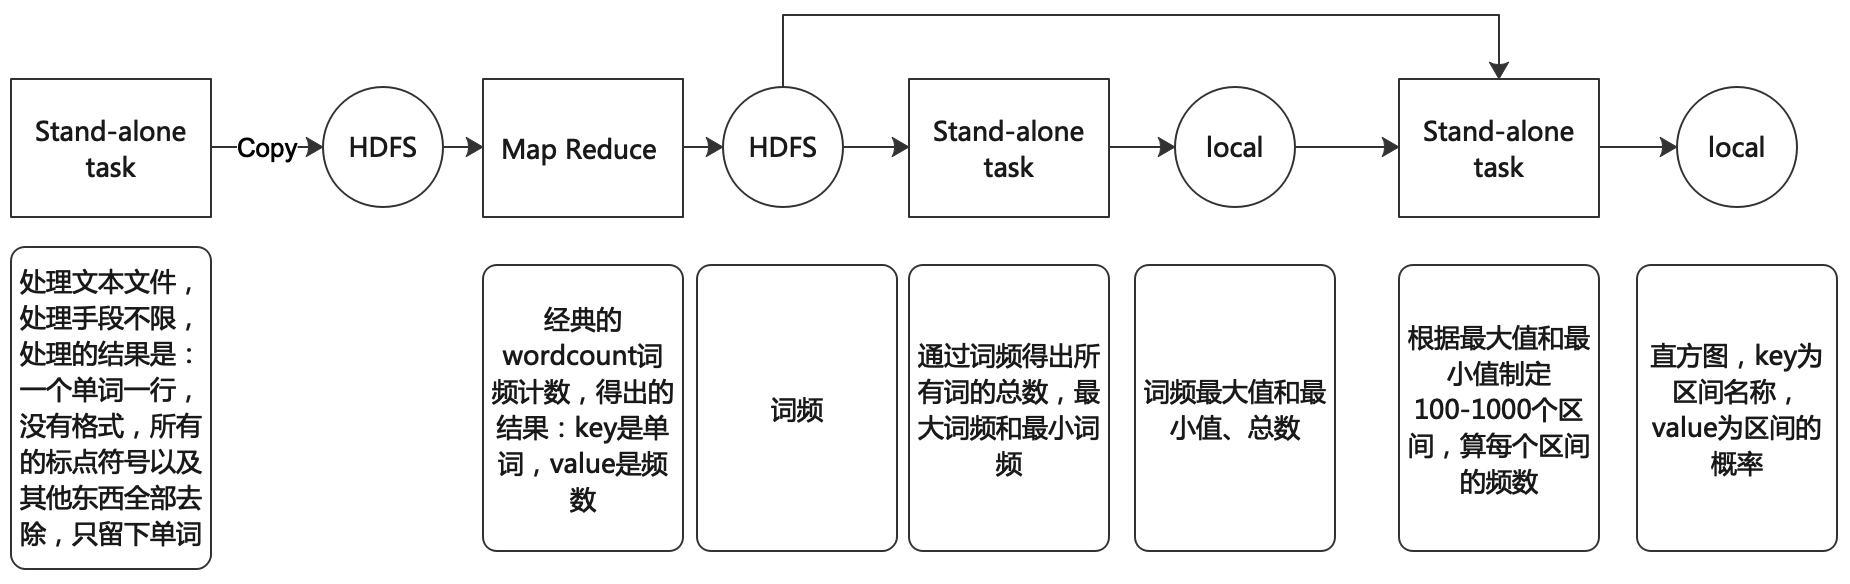 Stand-alone
task
Copy
HDFS
Map Reduce
HDFS
Stand-alone
task
local
Stand-alone
task
local
处理文本文件，
处理手段不限，
处理的结果是：
一个单词一行，
没有格式，所有
的标点符号以及
其他东西全部去
除，只留下单词
经典的
wordcount词
频计数，得出的
结果：key是单
词，value是频
数
词频
通过词频得出所
有词的总数，最
大词频和最小词
频
词频最大值和最
小值、总数
根据最大值和最
小值制定
100-1000个区
间，算每个区间
的频数
直方图，key为
区间名称，
value为区间的
概率